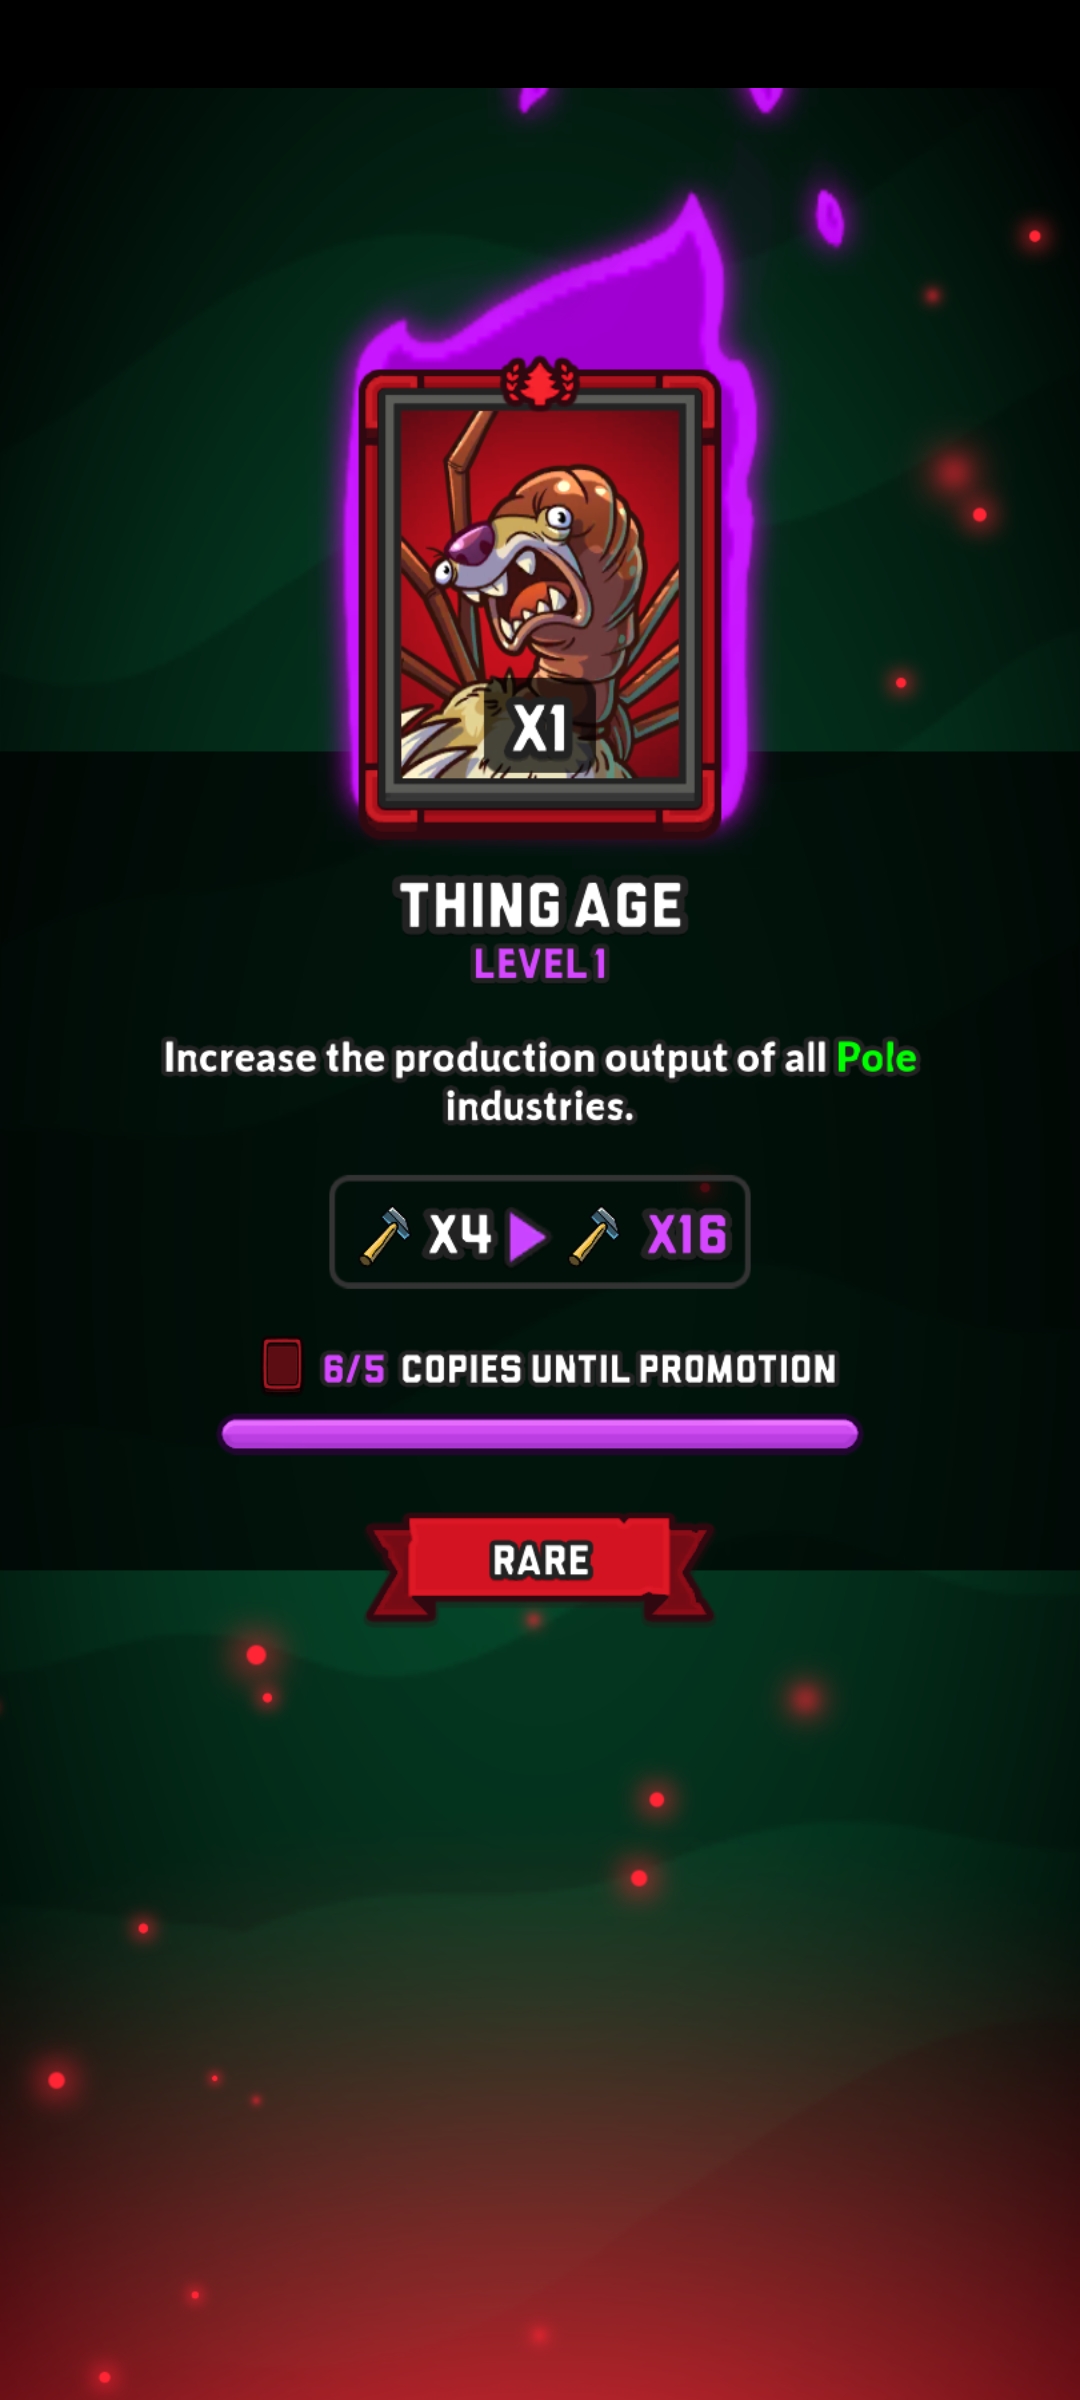 X1
THING AGE
LEVEL 1
Increase the production output of all Pole
industries.
X4 X16
6/5 COPIES UNTIL PROMOTION
RARE